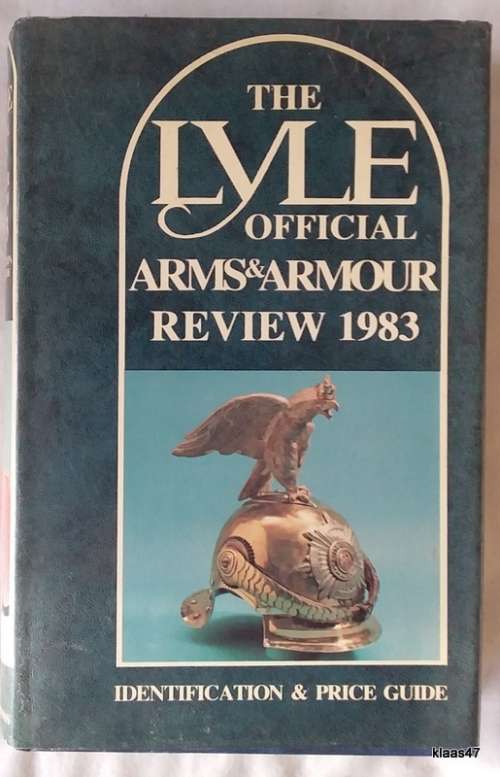 THE
LYLE
OFFICIAL
ARMS & ARMOUR
REVIEW 1983
IDENTIFICATION & PRICE GUIDE
klaas47